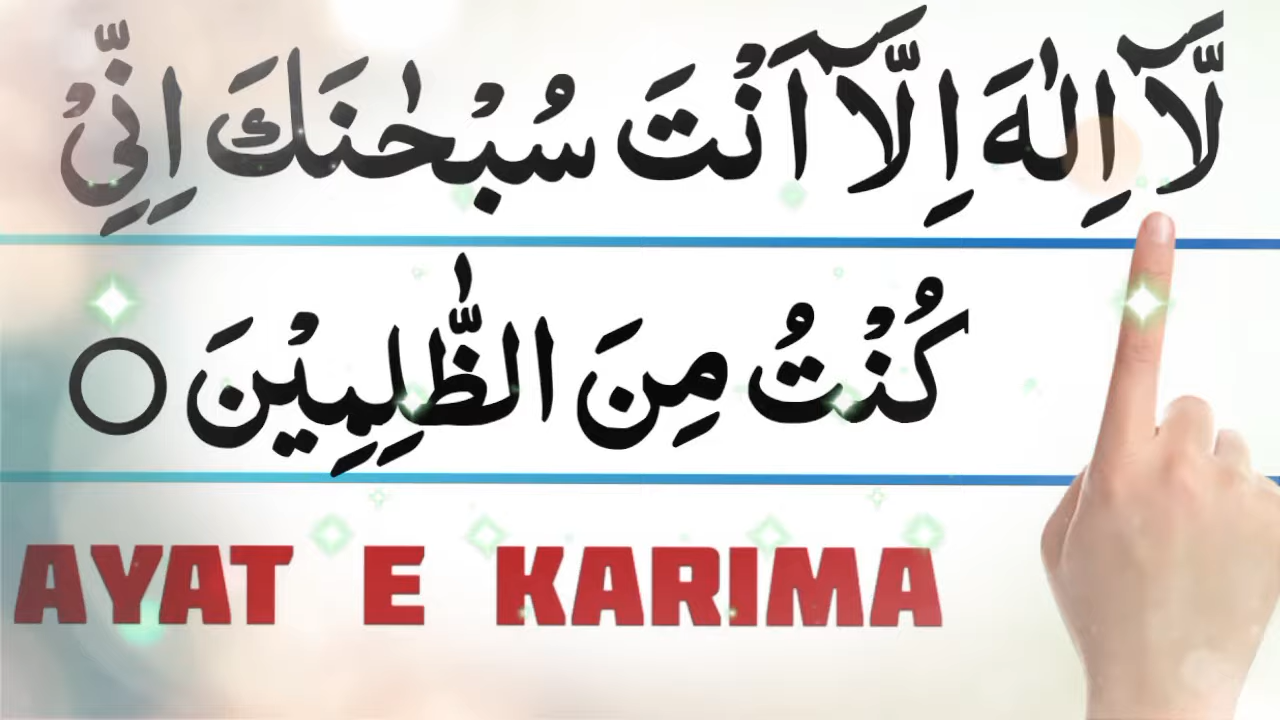 لَّآ اِلٰهَ اِلَّآ اَنْتَ سُبْحٰنَكَ اِنِّیْ
كُنْتُ مِنَ الظّٰلِمِیْنَ ○
AYAT E KARIMA